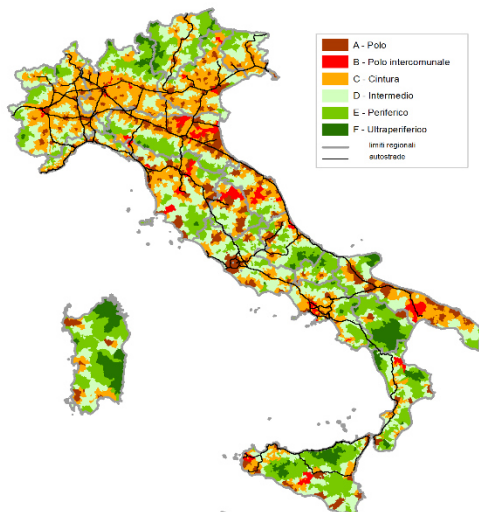 A - Polo
B - Polo intercomunale
C - Cintura
D - Intermedio
E - Periferico
F - Ultraperiferico
limiti regionali
autostrade